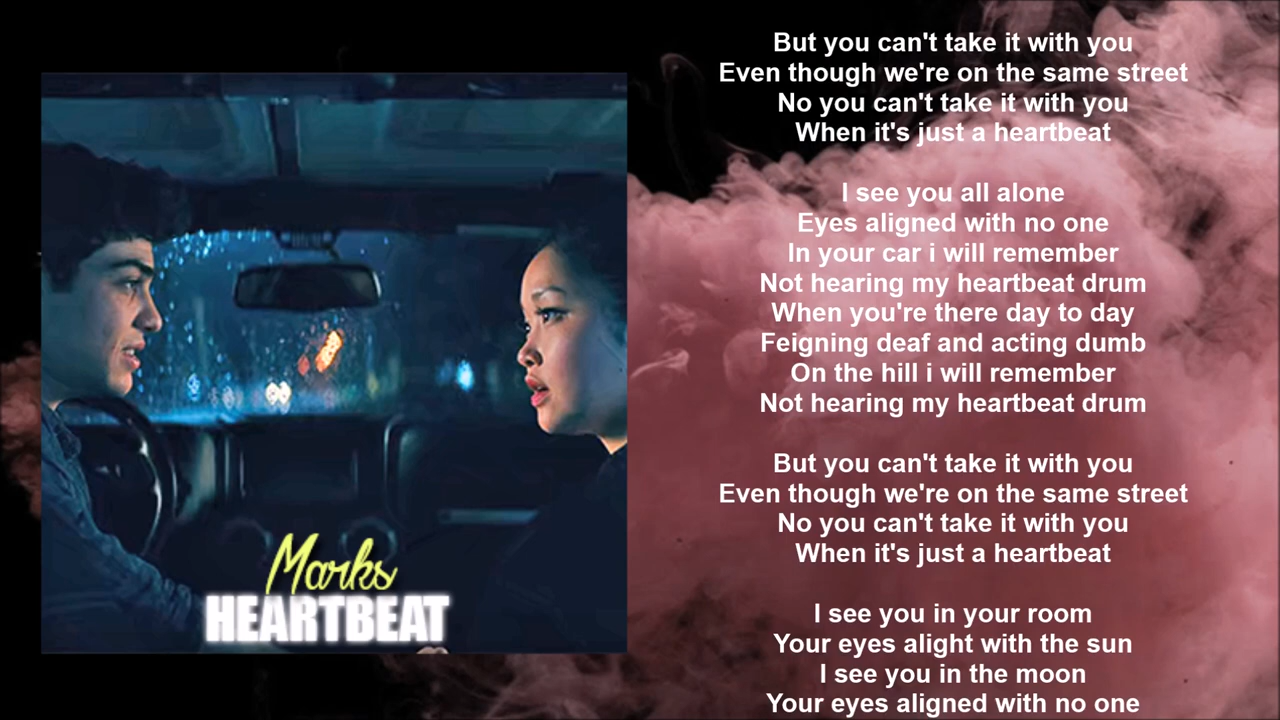 Marks
HEARTBEAT
But you can't take it with you
Even though we're on the same street
No you can't take it with you
When it's just a heartbeat
I see you all alone
Eyes aligned with no one
In your car i will remember
Not hearing my heartbeat drum
When you're there day to day
Feigning deaf and acting dumb
On the hill i will remember
Not hearing my heartbeat drum
But you can't take it with you
Even though we're on the same street
No you can't take it with you
When it's just a heartbeat
I see you in your room
Your eyes alight with the sun
I see you in the moon
Your eyes aligned with no one